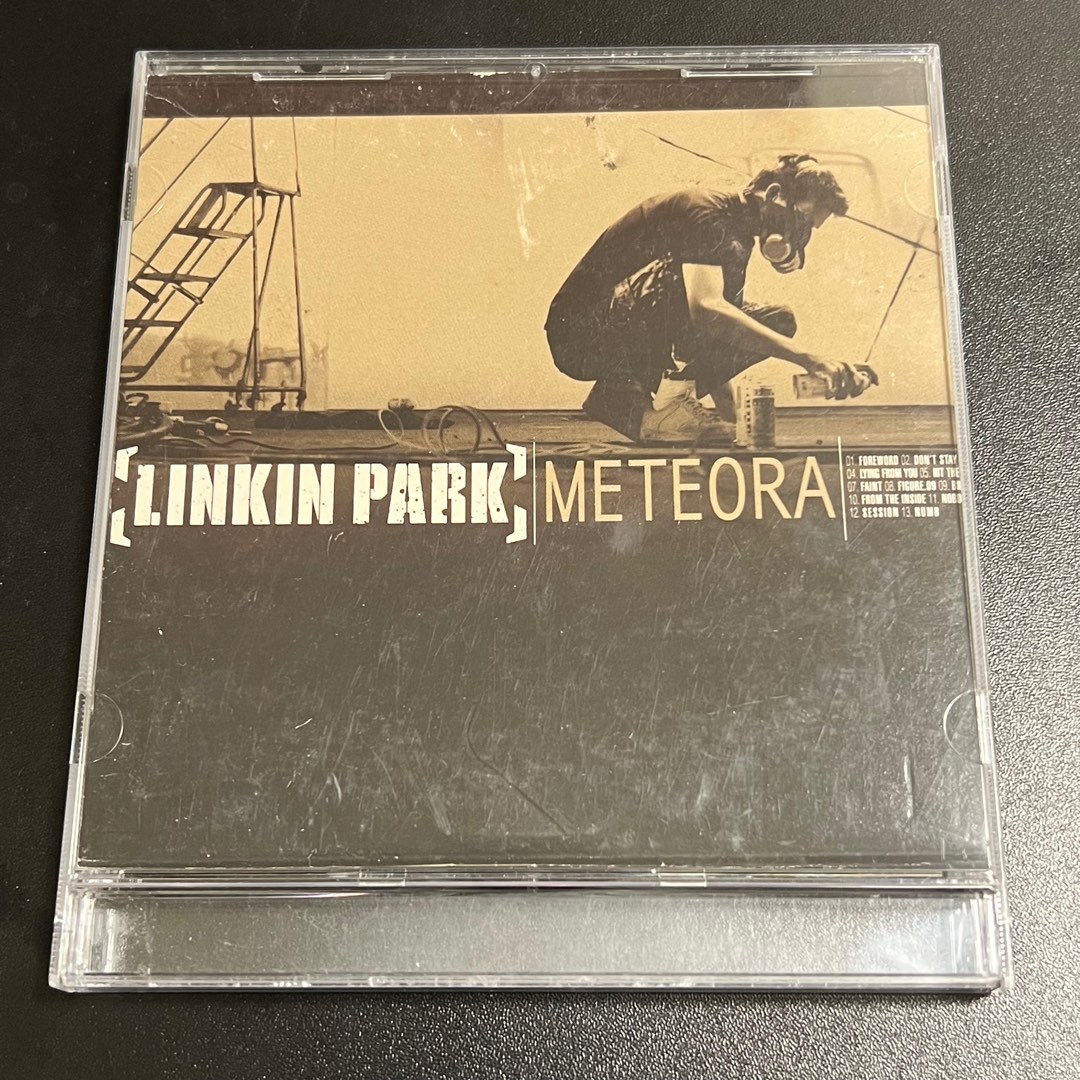 [LINKIN PARK] METEORA
01. FOREWORD 02. DON'T STAY
04. LYING FROM YOU 05. HIT THE
07. FAINT 08. FIGURE.09 09.
10. FROM THE INSIDE 11.
12. SESSION 13. NUMB